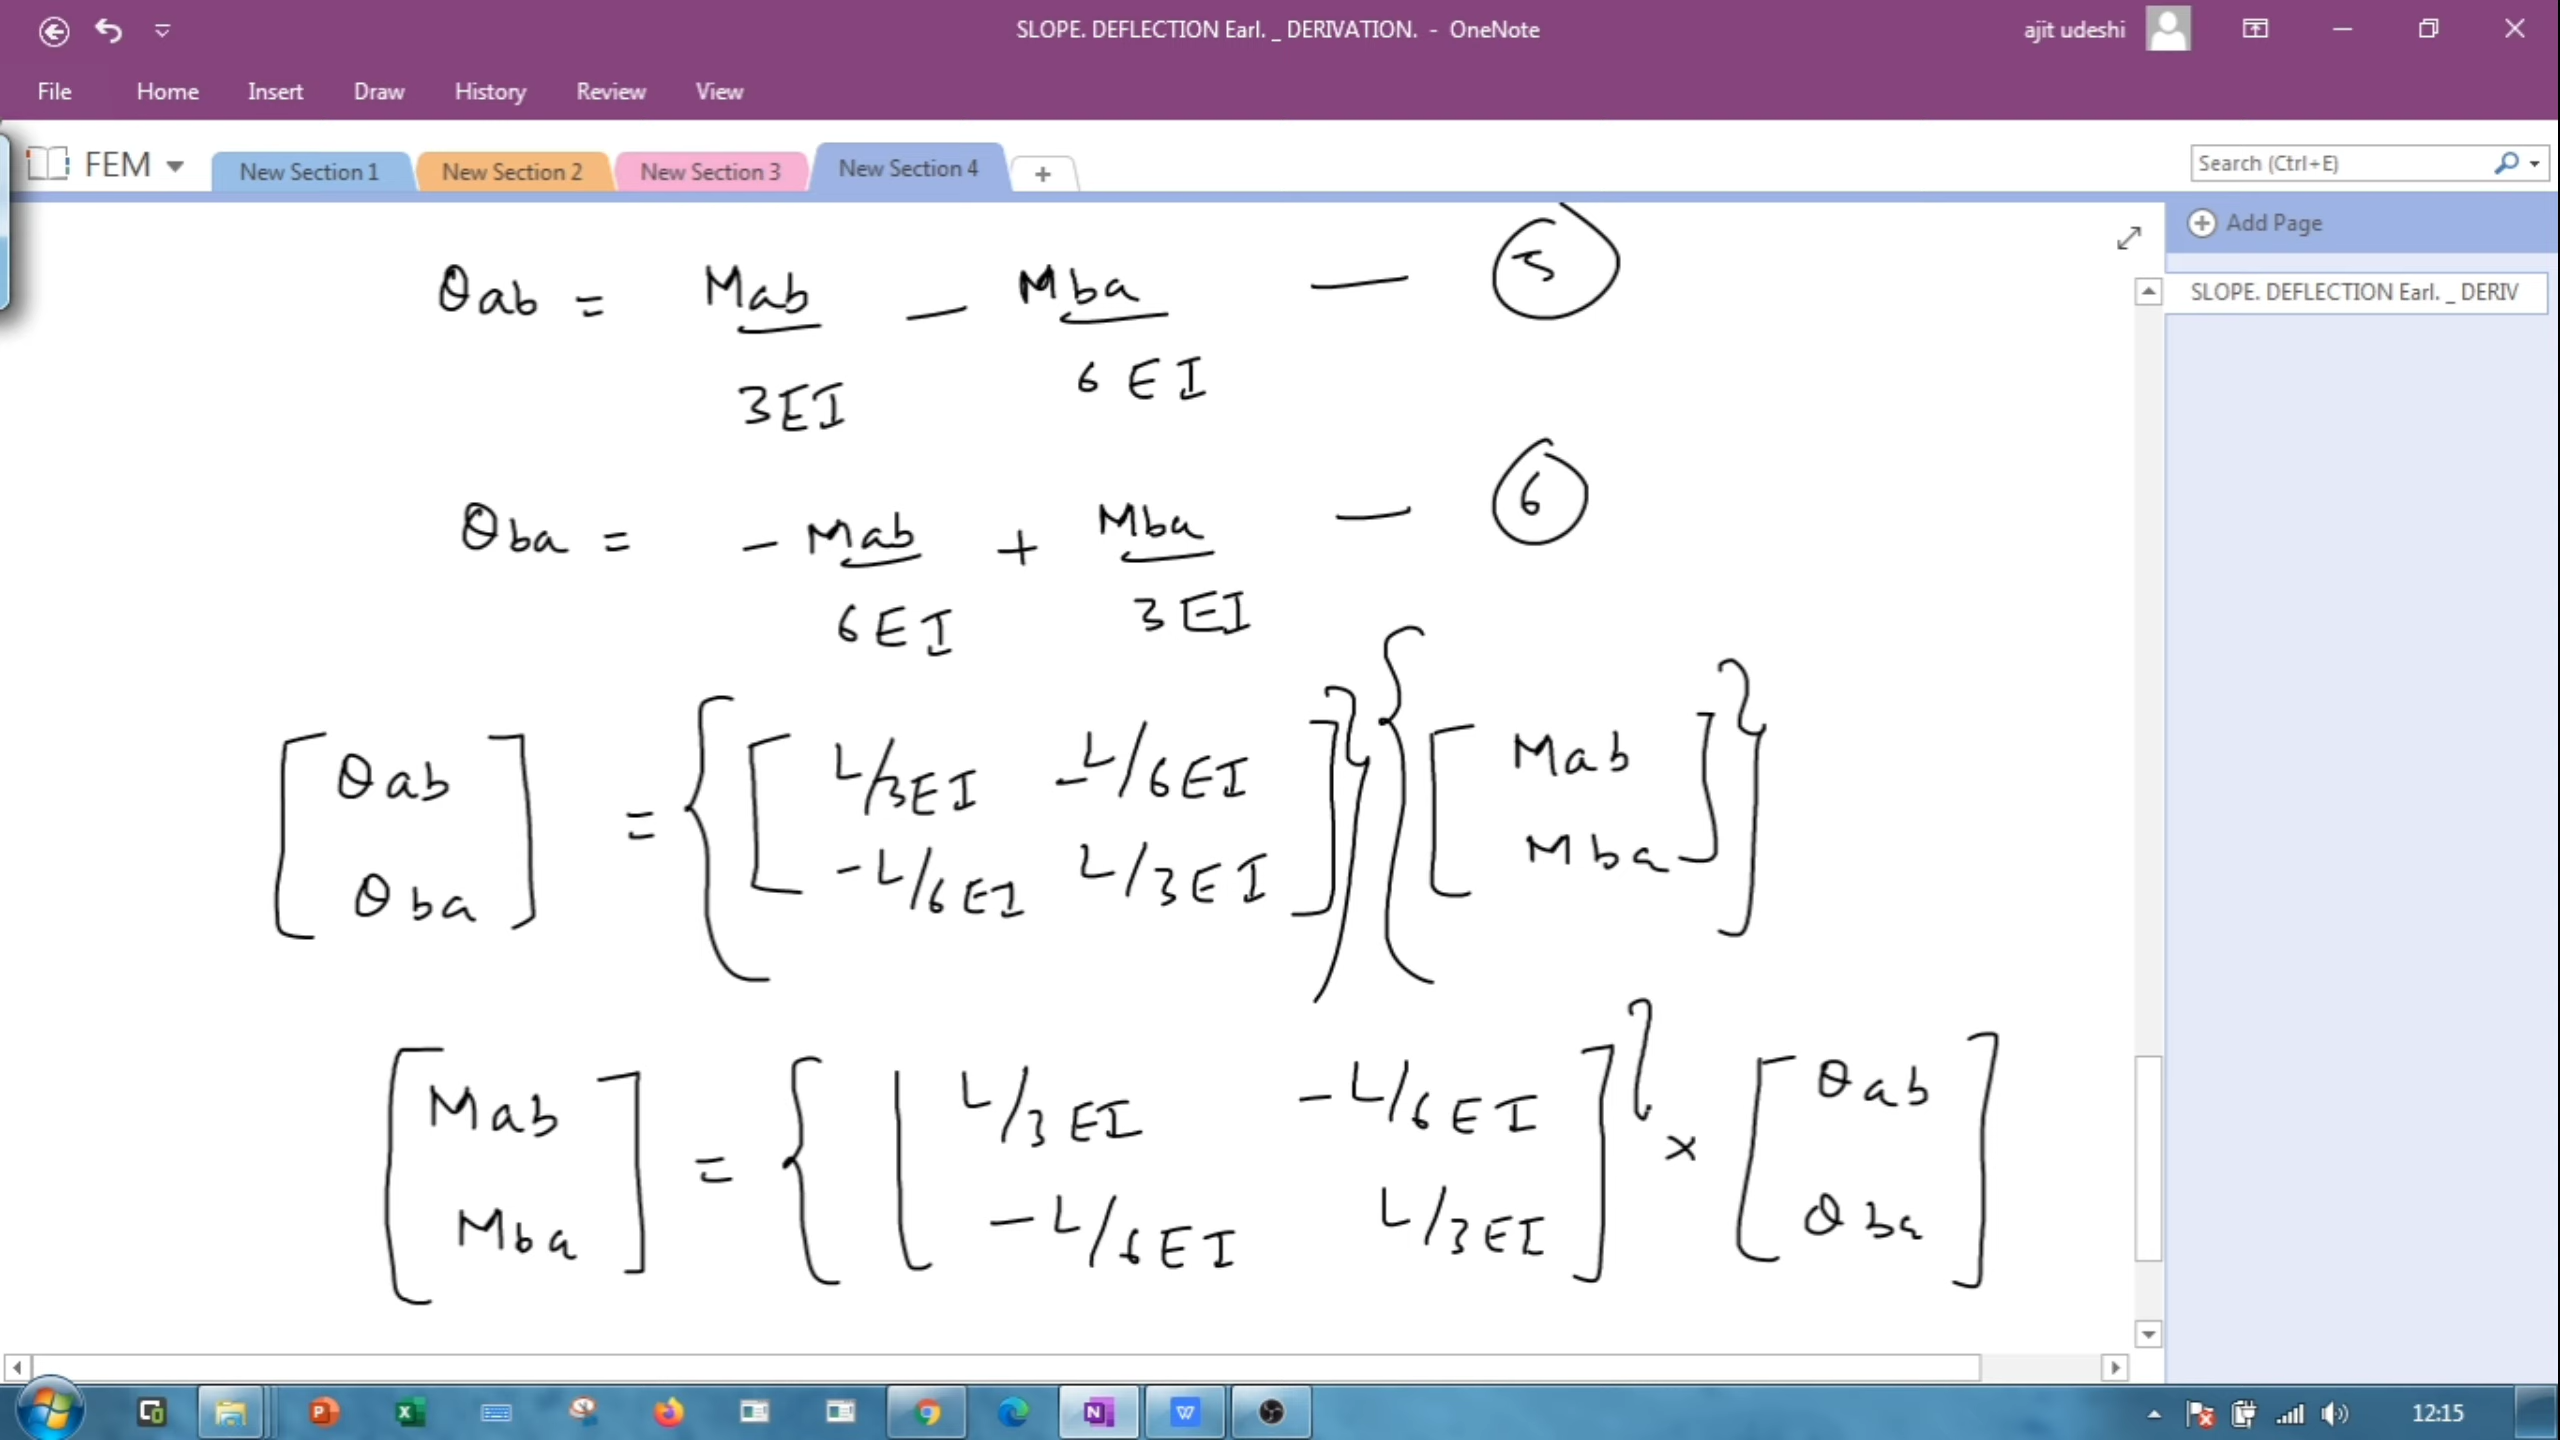 SLOPE. DEFLECTION Earl. _ DERIVATION. - OneNote
ajit udeshi
File Home Insert Draw History Review View
FEM New Section 1 New Section 2 New Section 3 New Section 4 +
Search (Ctrl+E)
Add Page
SLOPE. DEFLECTION Earl. _ DERIV
θab = Mab/3EI − Mba/6EI — 5
θba = − Mab/6EI + Mba/3EI — 6
[ θab ] = { [ L/3EI −L/6EI ] } { [ Mab ] }
[ θba ] [ −L/6EI L/3EI ] [ Mba ]
[ Mab ] = { [ L/3EI −L/6EI ] } × [ θab ]
[ Mba ] [ −L/6EI L/3EI ] [ θba ]
12:15